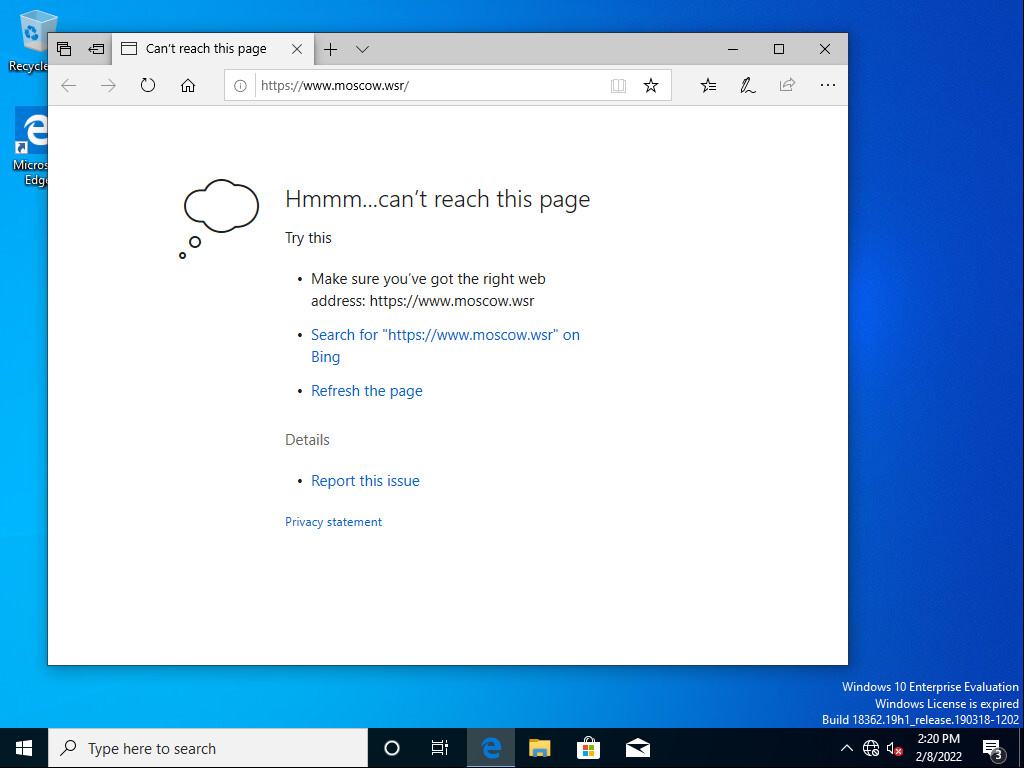 Recycle
Micros
Edge
Can't reach this page
https://www.moscow.wsr/
Hmmm...can't reach this page
Try this
• Make sure you've got the right web
address: https://www.moscow.wsr
• Search for "https://www.moscow.wsr" on
Bing
• Refresh the page
Details
• Report this issue
Privacy statement
Windows 10 Enterprise Evaluation
Windows License is expired
Build 18362.19h1_release.190318-1202
Type here to search
2:20 PM
2/8/2022
3